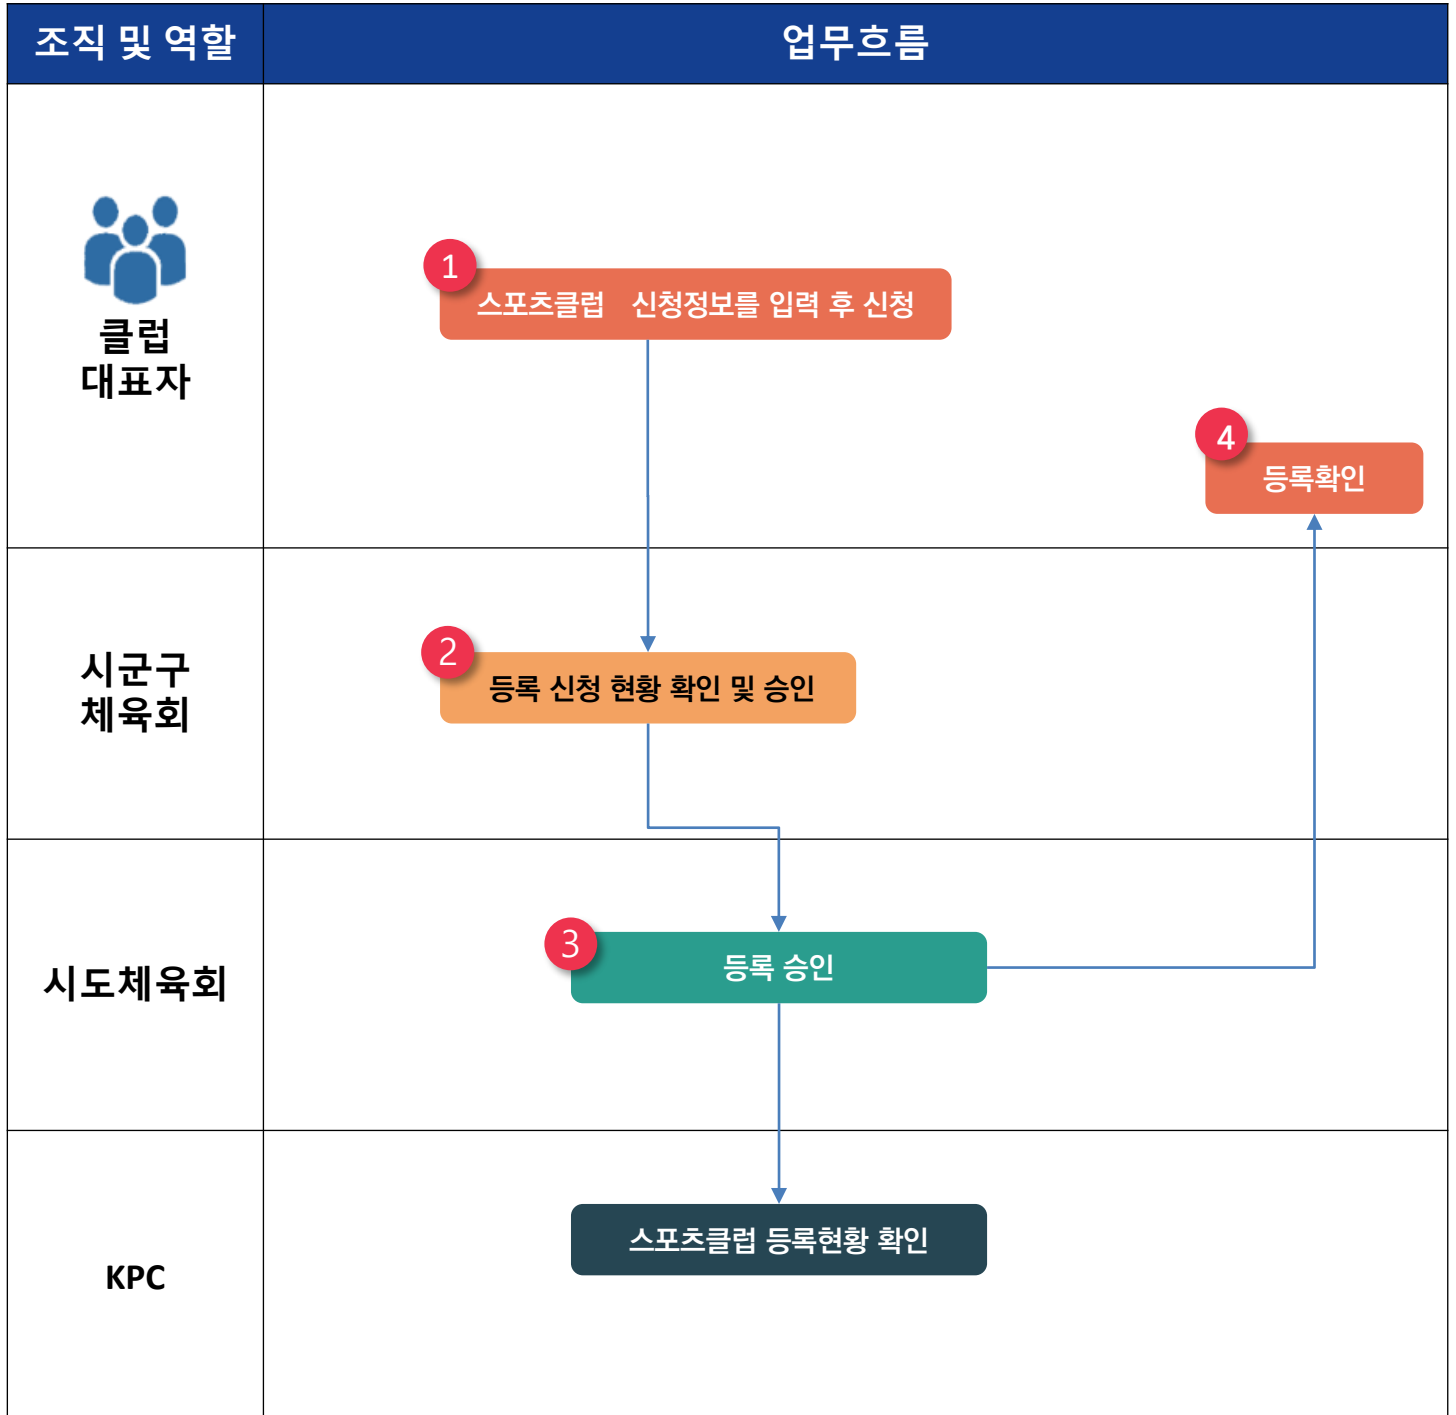 조직 및 역할
업무흐름
클럽
대표자
1
스포츠클럽 신청정보를 입력 후 신청
4
등록확인
시군구
체육회
2
등록 신청 현황 확인 및 승인
시도체육회
3
등록 승인
KPC
스포츠클럽 등록현황 확인